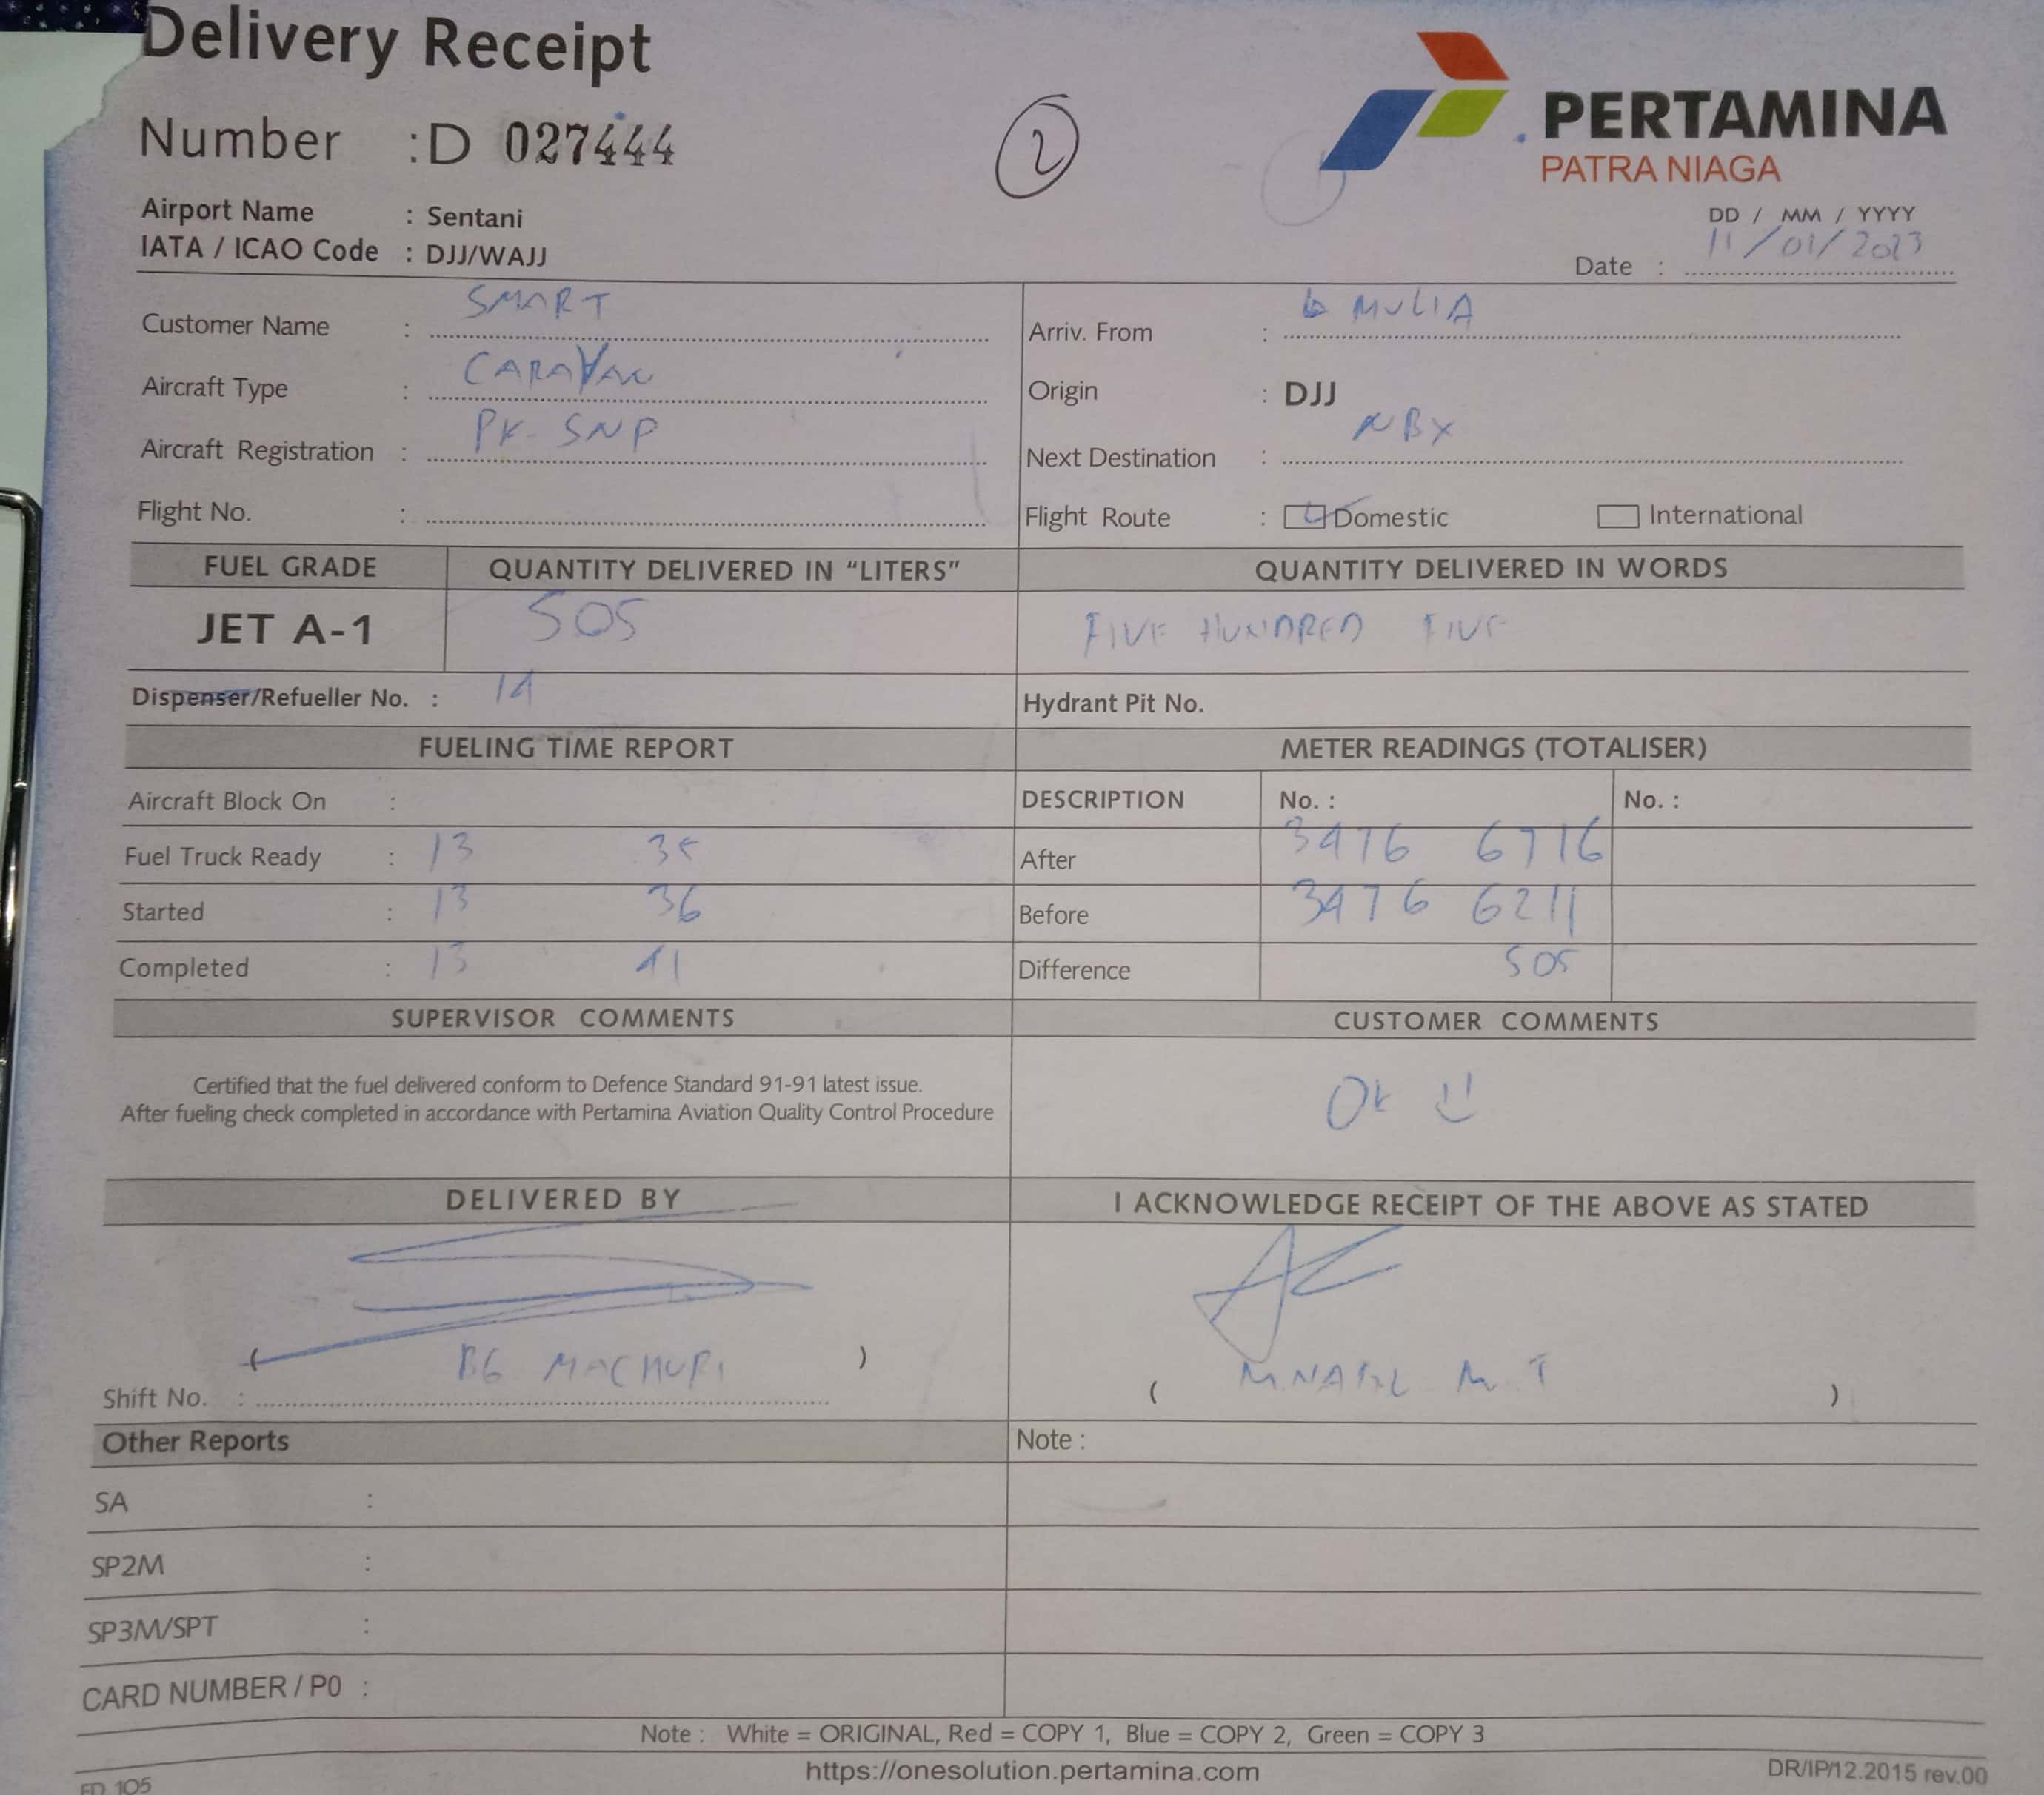 Delivery Receipt
Number : D 027444
2
PERTAMINA
PATRA NIAGA
Airport Name : Sentani
IATA / ICAO Code : DJJ/WAJJ
DD / MM / YYYY
Date : 11/01/2023
Customer Name : SMART
Arriv. From : MULIA
Aircraft Type : CARAVAN
Origin : DJJ
Aircraft Registration : PK-SNP
Next Destination : NBX
Flight No. :
Flight Route : Domestic International
FUEL GRADE QUANTITY DELIVERED IN “LITERS” QUANTITY DELIVERED IN WORDS
JET A-1 505 FIVE HUNDRED FIVE
Dispenser/Refueller No. : 14
Hydrant Pit No.
FUELING TIME REPORT METER READINGS (TOTALISER)
Aircraft Block On :
DESCRIPTION No. : No. :
Fuel Truck Ready : 13 35
After 3476 6716
Started : 13 36
Before 3476 6211
Completed : 13 41
Difference 505
SUPERVISOR COMMENTS CUSTOMER COMMENTS
Certified that the fuel delivered conform to Defence Standard 91-91 latest issue.
After fueling check completed in accordance with Pertamina Aviation Quality Control Procedure
OK
DELIVERED BY I ACKNOWLEDGE RECEIPT OF THE ABOVE AS STATED
( )
Shift No. :
( M. T )
Other Reports Note :
SA :
SP2M :
SP3M/SPT :
CARD NUMBER / P0 :
Note : White = ORIGINAL, Red = COPY 1, Blue = COPY 2, Green = COPY 3
https://onesolution.pertamina.com
FD 105
DR/IP/12.2015 rev.00